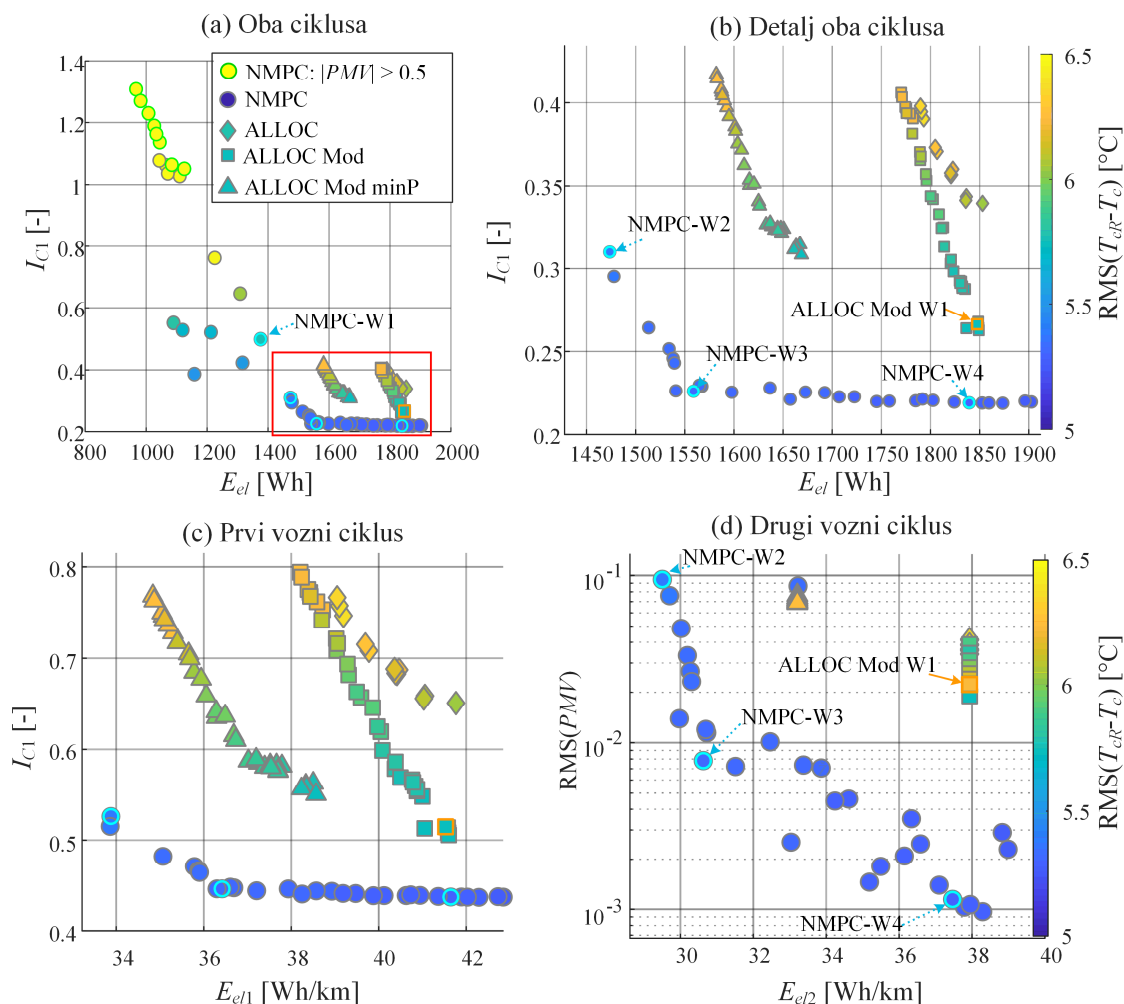 (a) Oba ciklusa
1.4
1.2
1
0.8
0.6
0.4
0.2
I_C1 [-]
NMPC: |PMV| > 0.5
NMPC
ALLOC
ALLOC Mod
ALLOC Mod minP
NMPC-W1
800 1000 1200 1400 1600 1800 2000
E_el [Wh]
(b) Detalj oba ciklusa
0.4
0.35
0.3
0.25
0.2
I_C1 [-]
NMPC-W2
ALLOC Mod W1
NMPC-W3
NMPC-W4
1450 1500 1550 1600 1650 1700 1750 1800 1850 1900
E_el [Wh]
6.5
6
5.5
5
RMS(T_cR-T_c) [°C]
(c) Prvi vozni ciklus
0.8
0.7
0.6
0.5
0.4
I_C1 [-]
34 36 38 40 42
E_el1 [Wh/km]
(d) Drugi vozni ciklus
10^-1
10^-2
10^-3
RMS(PMV)
NMPC-W2
ALLOC Mod W1
NMPC-W3
NMPC-W4
30 32 34 36 38 40
E_el2 [Wh/km]
6.5
6
5.5
5
RMS(T_cR-T_c) [°C]